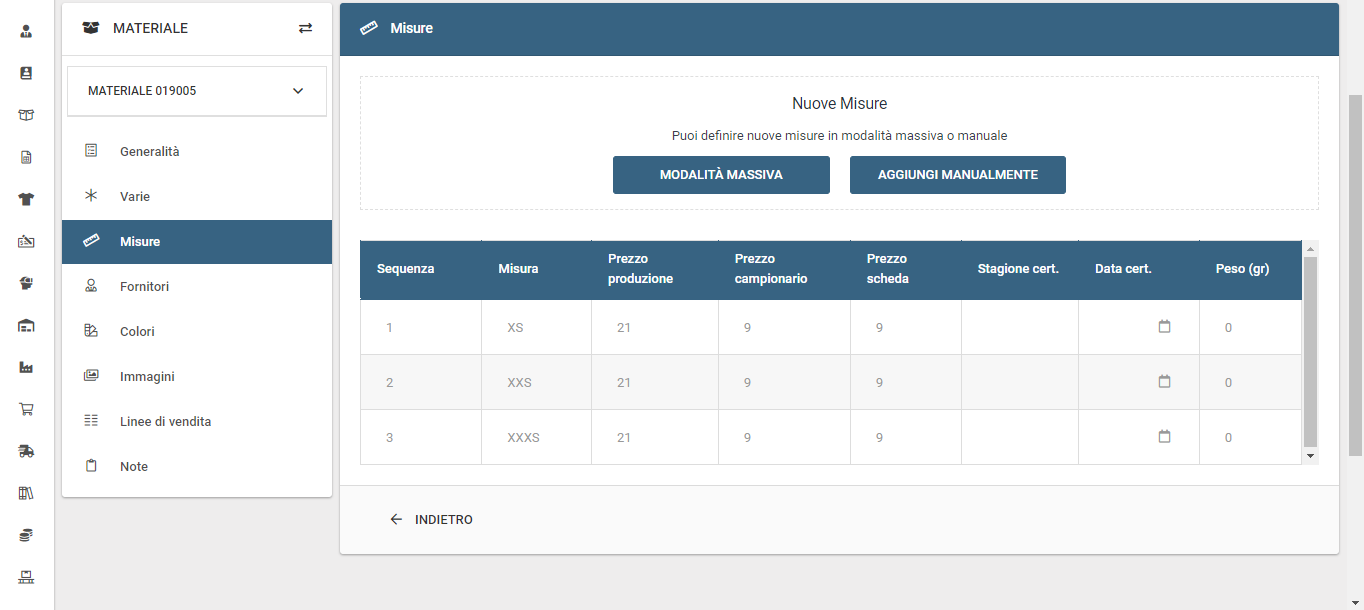 MATERIALE
MATERIALE 019005
Generalità
Varie
Misure
Fornitori
Colori
Immagini
Linee di vendita
Note
Misure
Nuove Misure
Puoi definire nuove misure in modalità massiva o manuale
MODALITÀ MASSIVA AGGIUNGI MANUALMENTE
Sequenza Misura Prezzo produzione Prezzo campionario Prezzo scheda Stagione cert. Data cert. Peso (gr)
1 XS 21 9 9 0
2 XXS 21 9 9 0
3 XXXS 21 9 9 0
INDIETRO